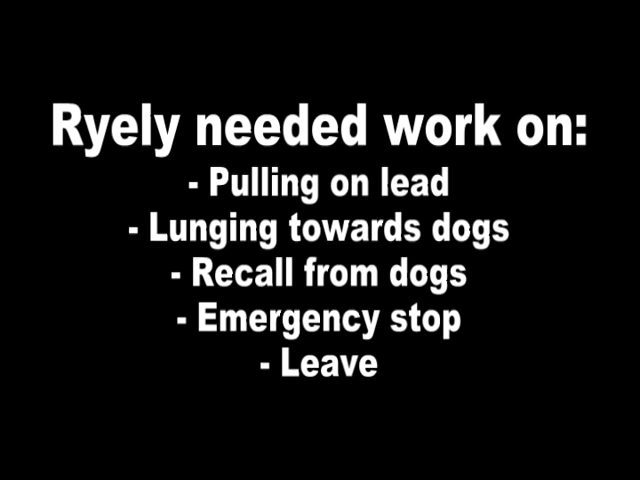 Ryely needed work on:
- Pulling on lead
- Lunging towards dogs
- Recall from dogs
- Emergency stop
- Leave